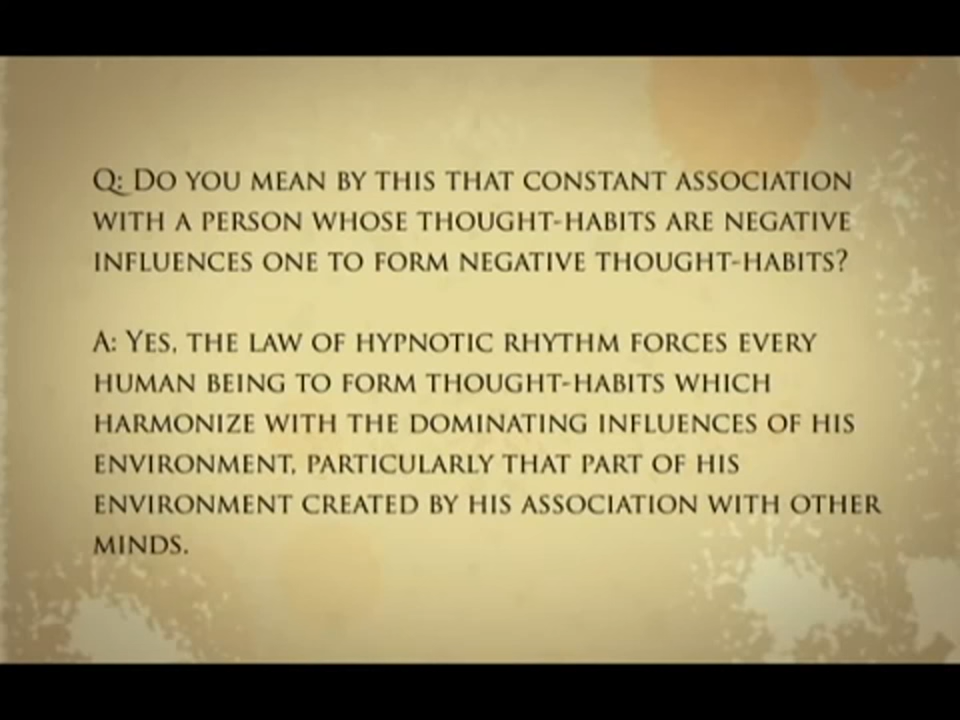 Q: Do you mean by this that constant association
with a person whose thought-habits are negative
influences one to form negative thought-habits?
A: Yes, the law of hypnotic rhythm forces every
human being to form thought-habits which
harmonize with the dominating influences of his
environment, particularly that part of his
environment created by his association with other
minds.